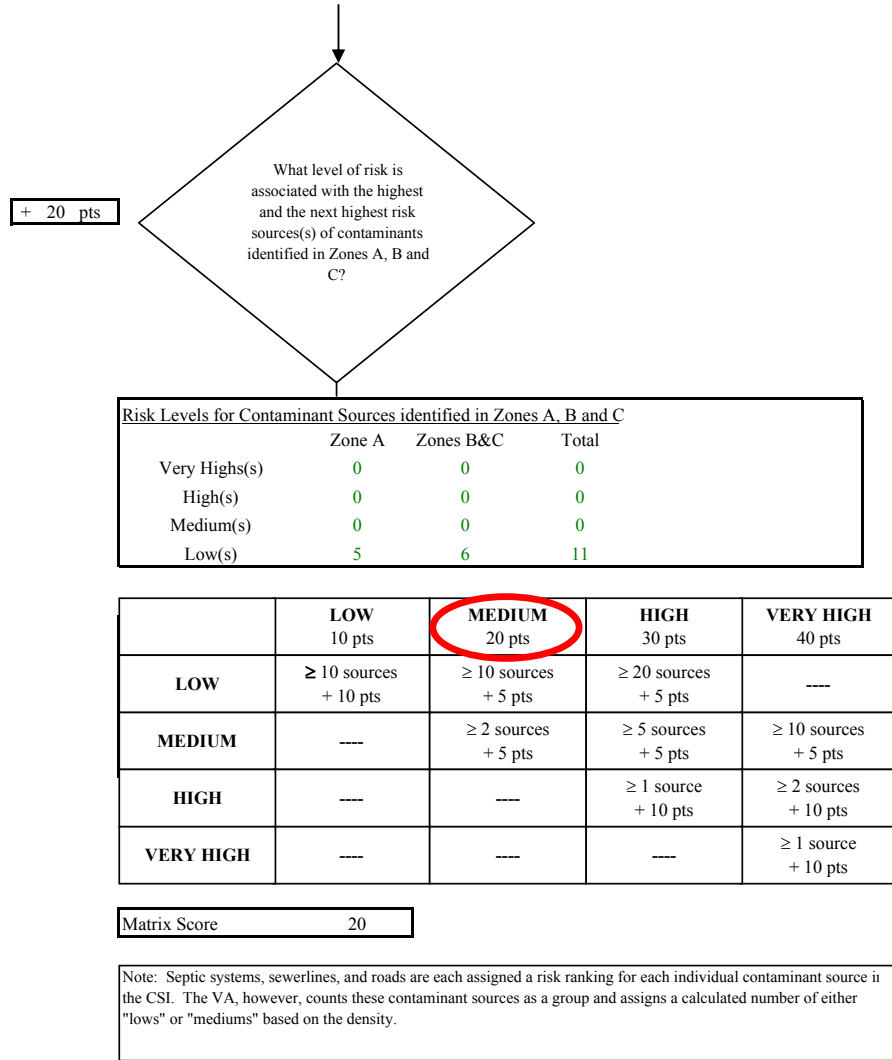 What level of risk is
associated with the highest
and the next highest risk
sources(s) of contaminants
identified in Zones A, B and
C?
+ 20 pts
Risk Levels for Contaminant Sources identified in Zones A, B and C
Zone A Zones B&C Total
Very Highs(s) 0 0 0
High(s) 0 0 0
Medium(s) 0 0 0
Low(s) 5 6 11
LOW MEDIUM HIGH VERY HIGH
10 pts 20 pts 30 pts 40 pts
LOW ≥ 10 sources + 10 pts ≥ 10 sources + 5 pts ≥ 20 sources + 5 pts ----
MEDIUM ---- ≥ 2 sources + 5 pts ≥ 5 sources + 5 pts ≥ 10 sources + 5 pts
HIGH ---- ---- ≥ 1 source + 10 pts ≥ 2 sources + 10 pts
VERY HIGH ---- ---- ---- ≥ 1 source + 10 pts
Matrix Score 20
Note: Septic systems, sewerlines, and roads are each assigned a risk ranking for each individual contaminant source in
the CSI. The VA, however, counts these contaminant sources as a group and assigns a calculated number of either
"lows" or "mediums" based on the density.